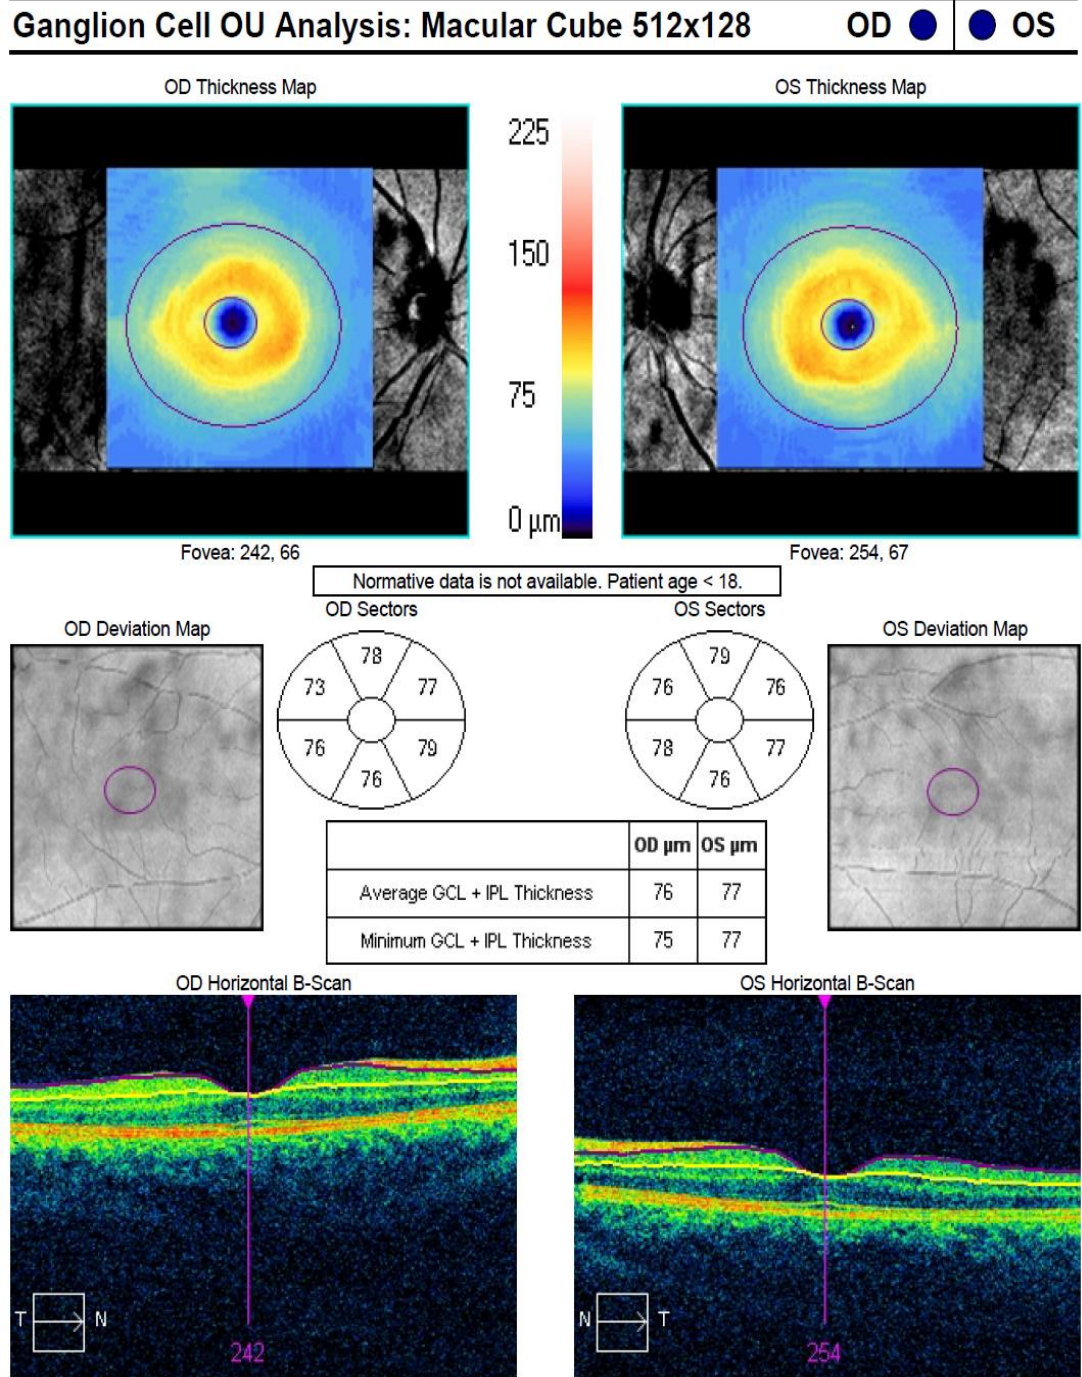 Ganglion Cell OU Analysis: Macular Cube 512x128 OD OS
OD Thickness Map
OS Thickness Map
225
150
75
0 µm
Fovea: 242, 66
Fovea: 254, 67
Normative data is not available. Patient age < 18.
OD Sectors
OS Sectors
OD Deviation Map
OS Deviation Map
78
73 77
76 79
76
79
76 76
78 77
76
OD µm OS µm
Average GCL + IPL Thickness 76 77
Minimum GCL + IPL Thickness 75 77
OD Horizontal B-Scan
OS Horizontal B-Scan
T N
242
N T
254